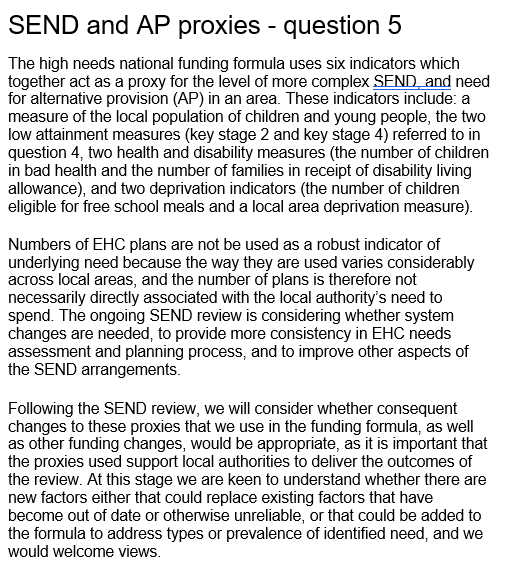 SEND and AP proxies - question 5
The high needs national funding formula uses six indicators which
together act as a proxy for the level of more complex SEND, and need
for alternative provision (AP) in an area. These indicators include: a
measure of the local population of children and young people, the two
low attainment measures (key stage 2 and key stage 4) referred to in
question 4, two health and disability measures (the number of children
in bad health and the number of families in receipt of disability living
allowance), and two deprivation indicators (the number of children
eligible for free school meals and a local area deprivation measure).
Numbers of EHC plans are not be used as a robust indicator of
underlying need because the way they are used varies considerably
across local areas, and the number of plans is therefore not
necessarily directly associated with the local authority's need to
spend. The ongoing SEND review is considering whether system
changes are needed, to provide more consistency in EHC needs
assessment and planning process, and to improve other aspects of
the SEND arrangements.
Following the SEND review, we will consider whether consequent
changes to these proxies that we use in the funding formula, as well
as other funding changes, would be appropriate, as it is important that
the proxies used support local authorities to deliver the outcomes of
the review. At this stage we are keen to understand whether there are
new factors either that could replace existing factors that have
become out of date or otherwise unreliable, or that could be added to
the formula to address types or prevalence of identified need, and we
would welcome views.